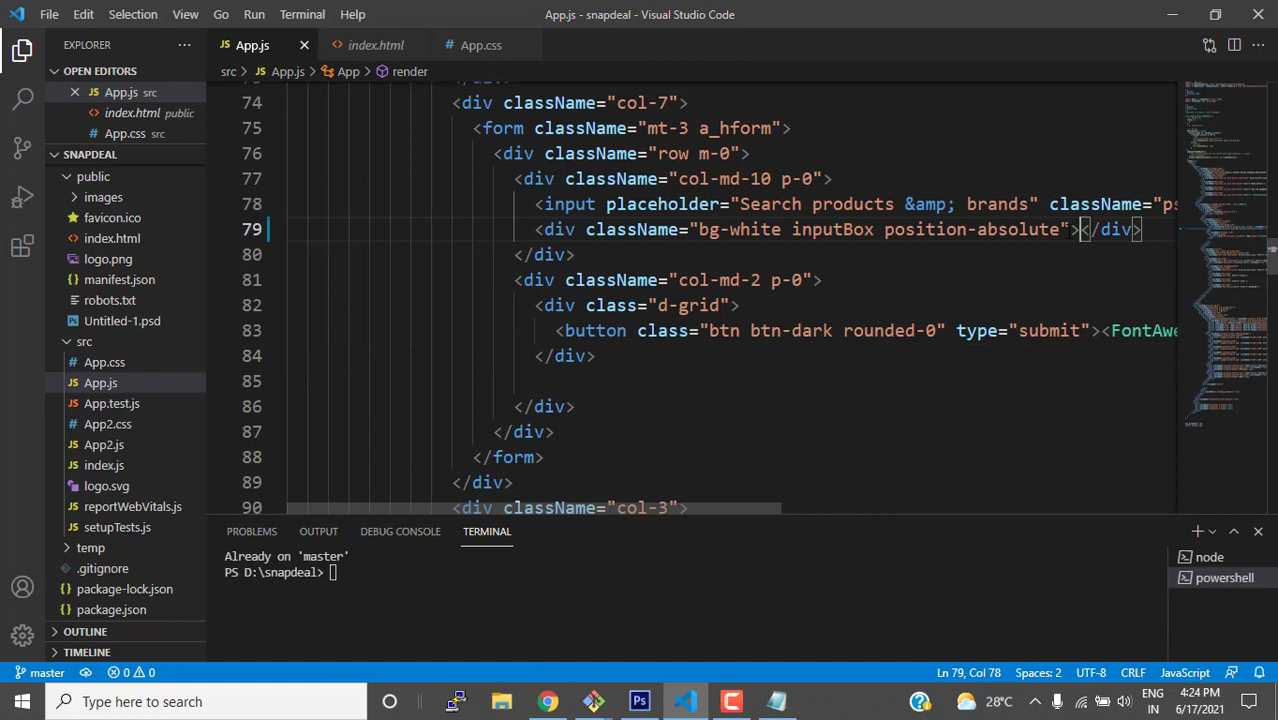 File Edit Selection View Go Run Terminal Help App.js - snapdeal - Visual Studio Code
EXPLORER
JS App.js
<> index.html
# App.css
src > JS App.js > App > render
OPEN EDITORS
JS App.js src
<> index.html public
# App.css src
SNAPDEAL
public
images
favicon.ico
index.html
logo.png
manifest.json
robots.txt
Untitled-1.psd
src
App.css
App.js
App.test.js
App2.css
App2.js
index.js
logo.svg
reportWebVitals.js
setupTests.js
temp
.gitignore
package-lock.json
package.json
OUTLINE
TIMELINE
74 <div className="col-7">
75 <form className="mt-3 a_hform">
76 <div className="row m-0">
77 <div className="col-md-10 p-0">
78 <input placeholder="Search products &amp; brands" className="ps
79 <div className="bg-white inputBox position-absolute"></div>
80 </div>
81 <div className="col-md-2 p-0">
82 <div class="d-grid">
83 <button class="btn btn-dark rounded-0" type="submit"><FontAwe
84 </div>
85
86 </div>
87 </div>
88 </form>
89 </div>
90 <div className="col-3">
PROBLEMS OUTPUT DEBUG CONSOLE TERMINAL
Already on 'master'
PS D:\snapdeal>
node
powershell
master 0 0 Ln 79, Col 78 Spaces: 2 UTF-8 CRLF JavaScript
Type here to search
Ps
28°C
ENG
IN
4:24 PM
6/17/2021